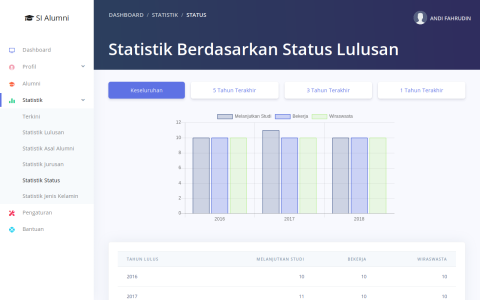 SI Alumni
DASHBOARD / STATISTIK / STATUS
ANDI FAHRUDIN
Statistik Berdasarkan Status Lulusan
Dashboard
Profil
Alumni
Statistik
Terkini
Statistik Lulusan
Statistik Asal Alumni
Statistik Jurusan
Statistik Status
Statistik Jenis Kelamin
Pengaturan
Bantuan
Keseluruhan
5 Tahun Terakhir
3 Tahun Terakhir
1 Tahun Terakhir
Melanjutkan Studi Bekerja Wiraswasta
12
10
8
6
4
2
0
2016 2017 2018
TAHUN LULUS MELANJUTKAN STUDI BEKERJA WIRASWASTA
2016 10 10 10
2017 11 10 10